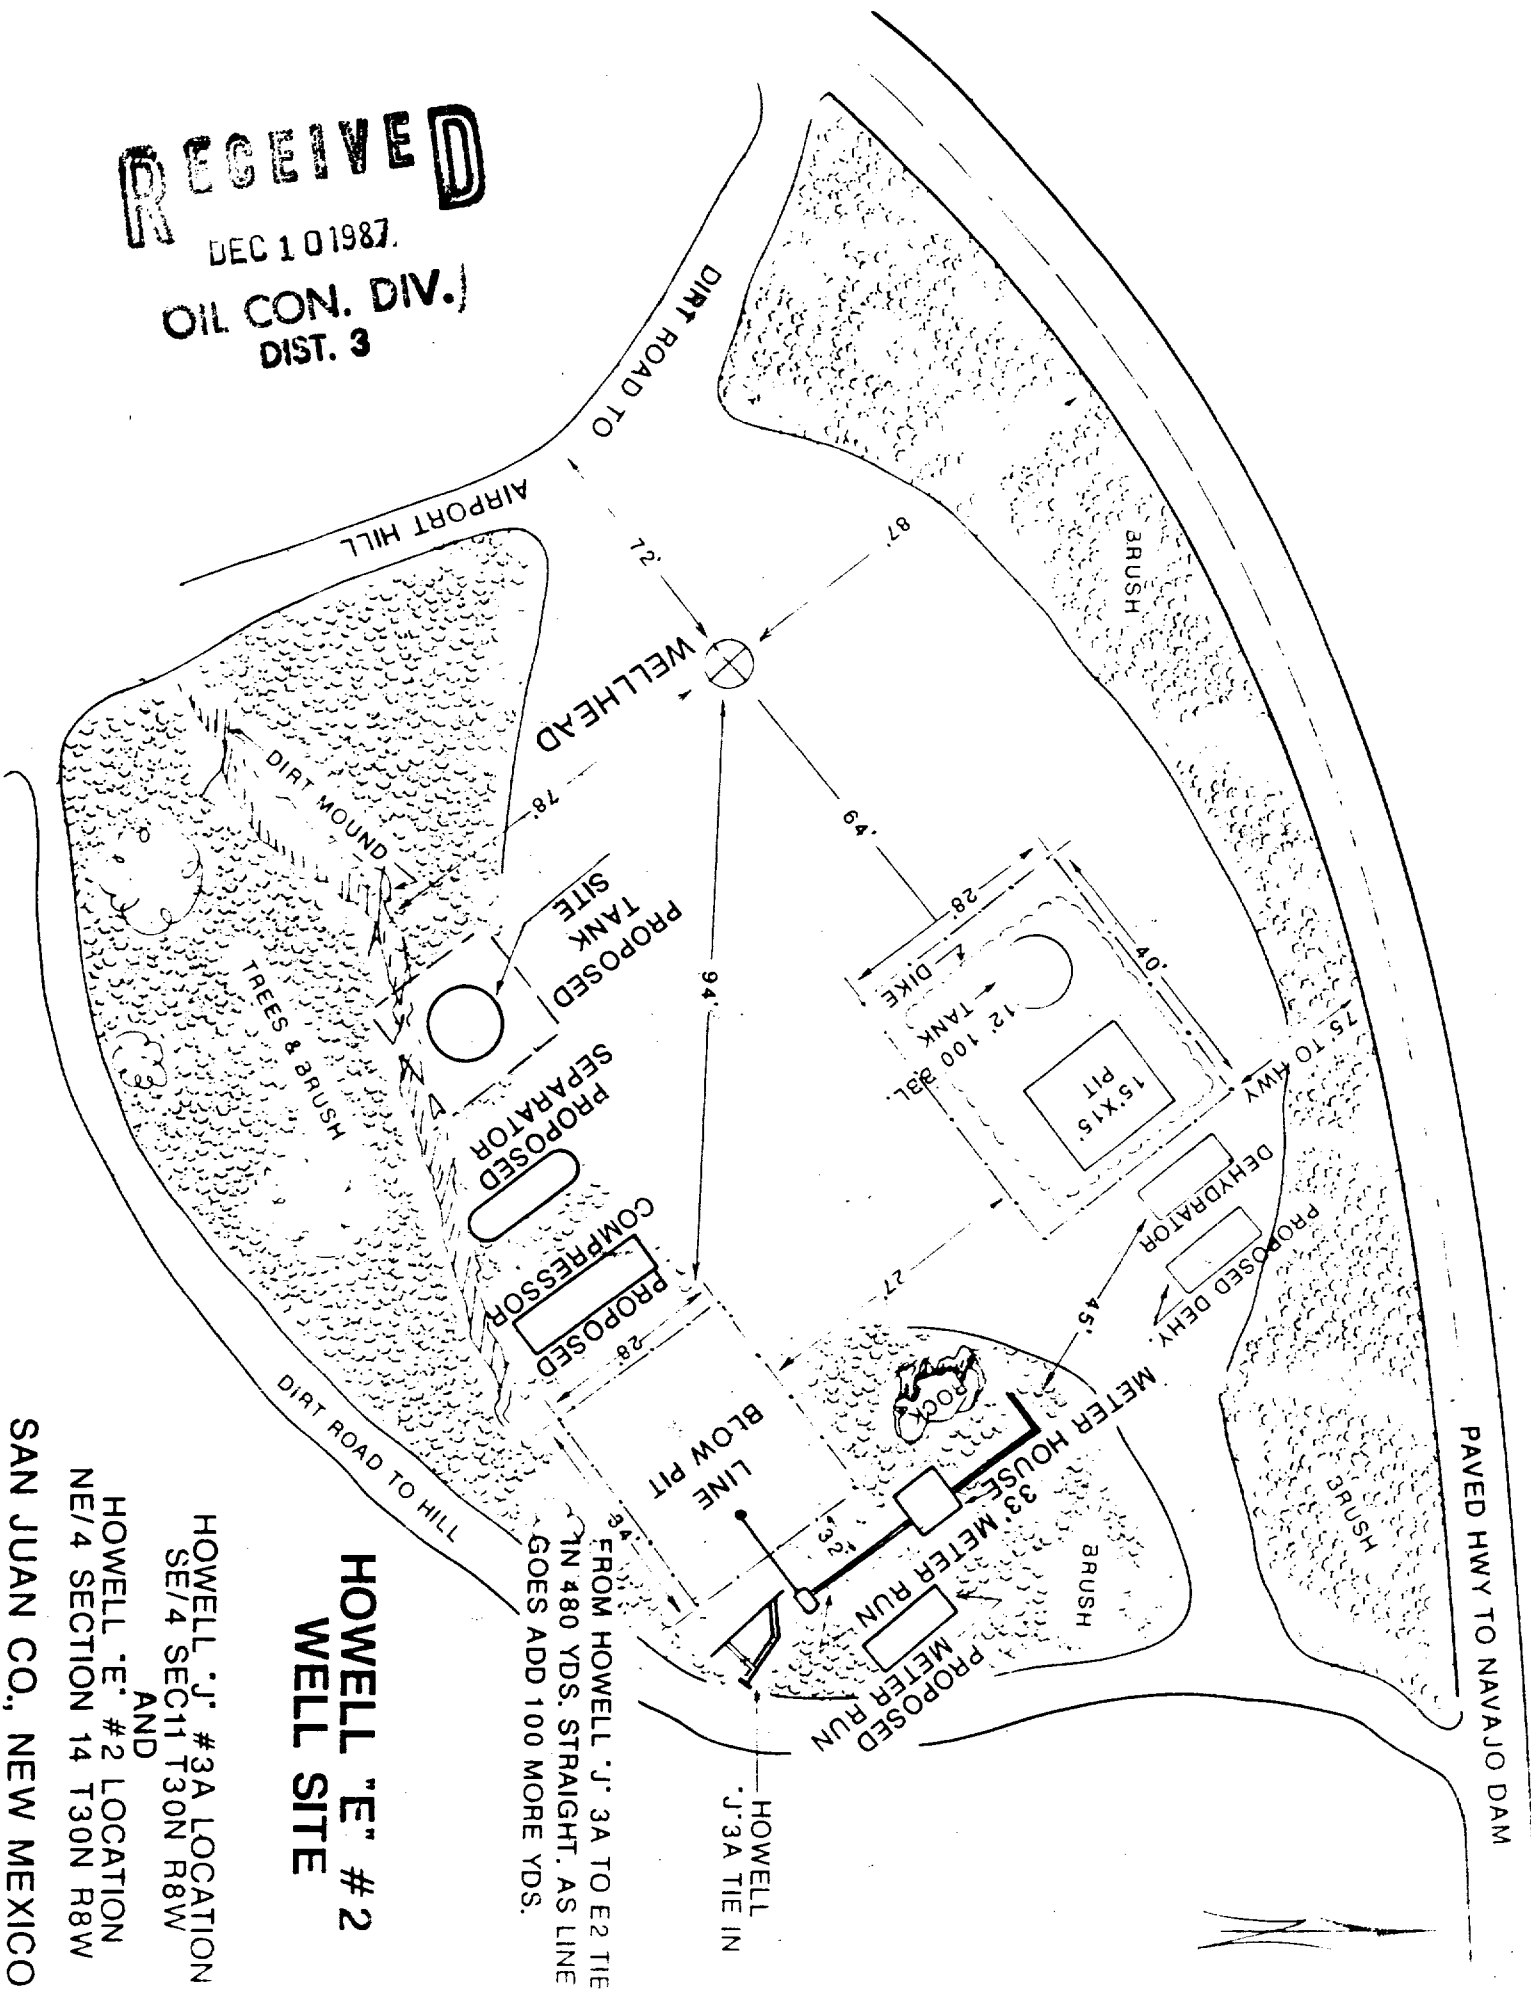 RECEIVED
DEC 10 1987
OIL CON. DIV.
DIST. 3
DIRT ROAD TO
AIRPORT HILL
PAVED HWY TO NAVAJO DAM
BRUSH
BRUSH
BRUSH
72'
87'
WELLHEAD
78'
64'
94'
DIRT MOUND
TREES & BRUSH
PROPOSED
TANK
SITE
PROPOSED
SEPARATOR
PROPOSED
COMPRESSOR
28'
28'
DIKE
40'
12' 100 BBL.
TANK
15'X15'
PIT
75' TO HWY
DEHYDRATOR
PROPOSED DEHY.
27'
45'
ROCK
METER HOUSE
33' METER RUN
32'
PROPOSED
METER RUN
LINE
BLOW PIT
34'
DIRT ROAD TO HILL
HOWELL
"J" 3A TIE IN
FROM HOWELL "J" 3A TO E2 TIE
IN 480 YDS. STRAIGHT. AS LINE
GOES ADD 100 MORE YDS.
HOWELL "E" #2
WELL SITE
HOWELL "J" #3A LOCATION
SE/4 SEC11 T30N R8W
AND
HOWELL "E" #2 LOCATION
NE/4 SECTION 14 T30N R8W
SAN JUAN CO., NEW MEXICO